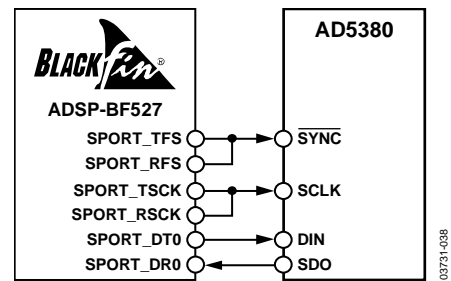 AD5380
BLACKfin®
ADSP-BF527
SPORT_TFS SYNC
SPORT_RFS
SPORT_TSCK SCLK
SPORT_RSCK
SPORT_DT0 DIN
SPORT_DR0 SDO
03731-038